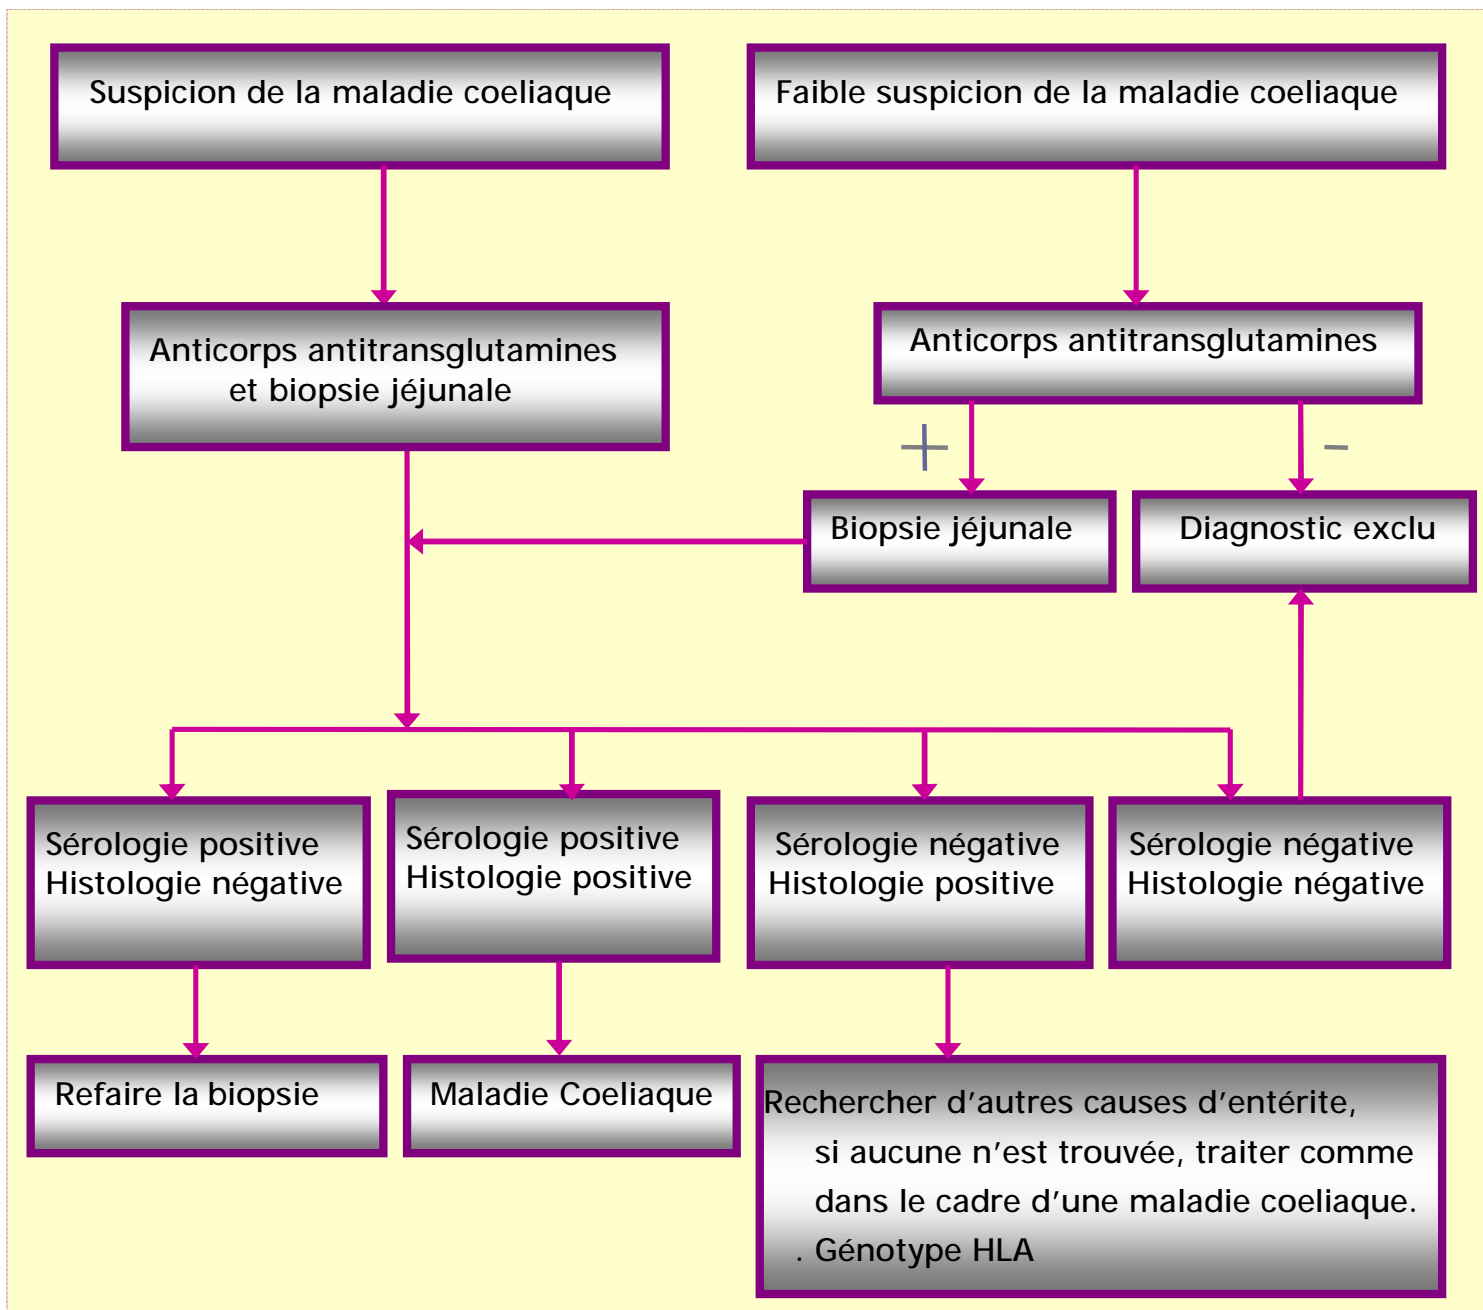 Suspicion de la maladie coeliaque
Faible suspicion de la maladie coeliaque
Anticorps antitransglutamines
et biopsie jéjunale
Anticorps antitransglutamines
+
-
Biopsie jéjunale
Diagnostic exclu
Sérologie positive
Histologie négative
Sérologie positive
Histologie positive
Sérologie négative
Histologie positive
Sérologie négative
Histologie négative
Refaire la biopsie
Maladie Coeliaque
Rechercher d’autres causes d’entérite,
si aucune n’est trouvée, traiter comme
dans le cadre d’une maladie coeliaque.
. Génotype HLA